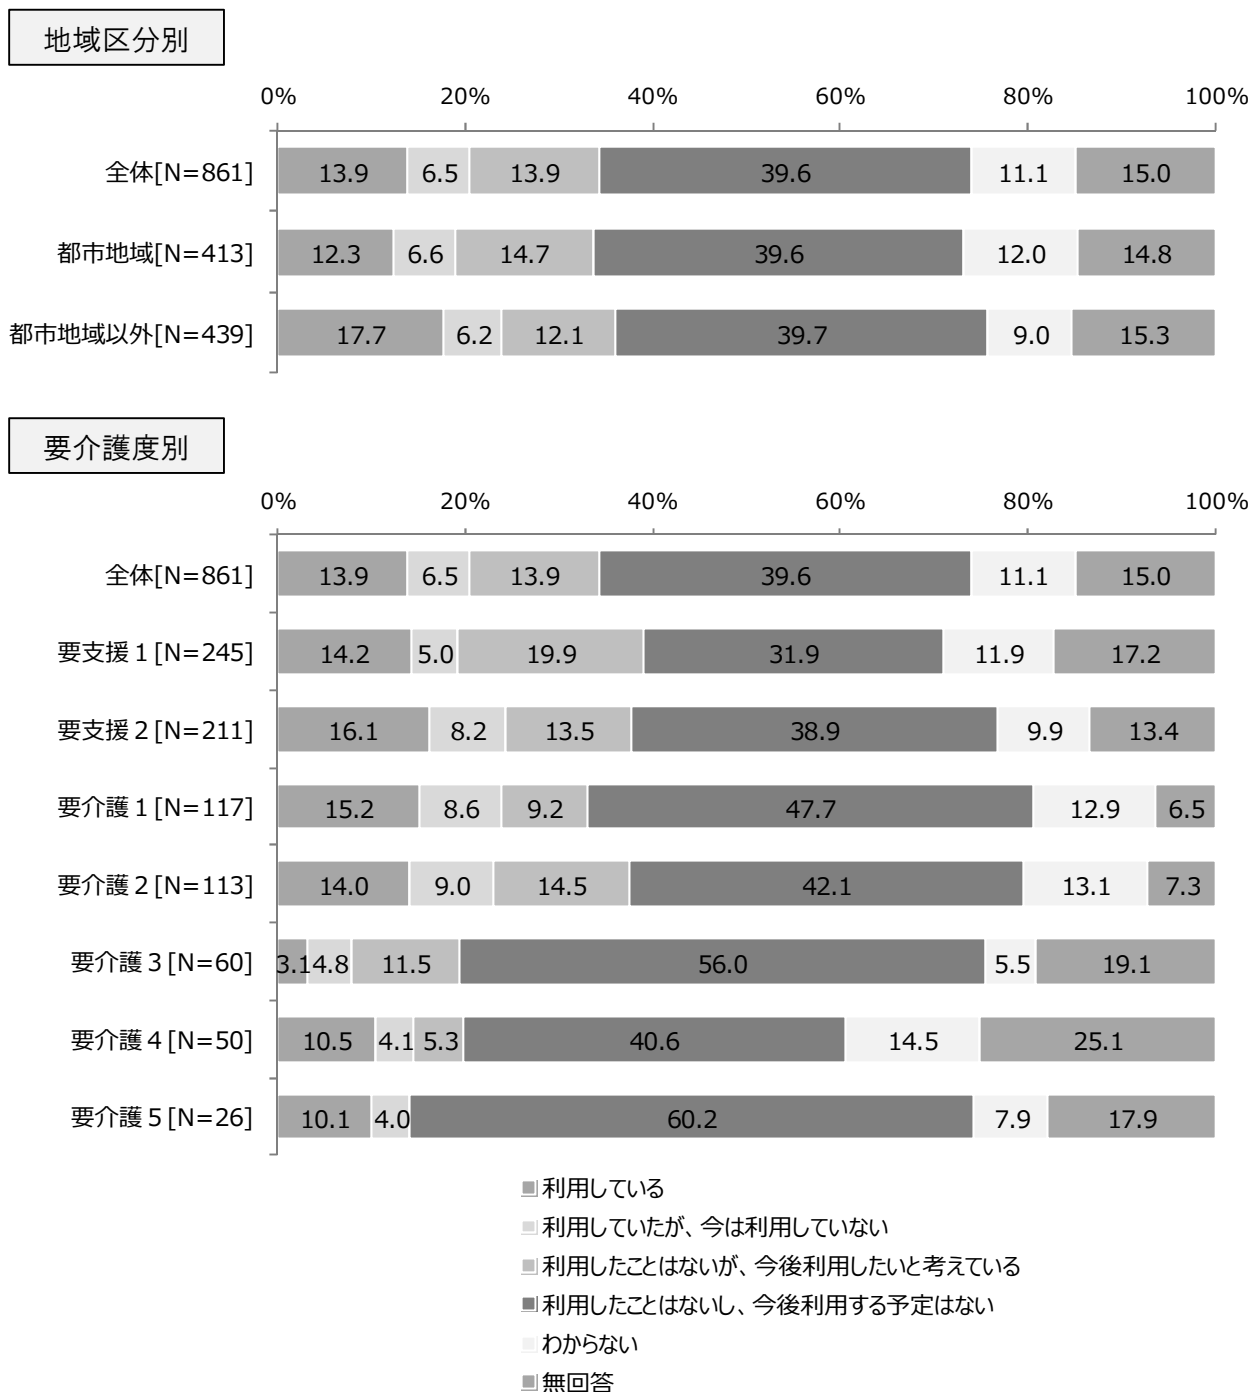 地域区分別
0% 20% 40% 60% 80% 100%
全体[N=861] 13.9 6.5 13.9 39.6 11.1 15.0
都市地域[N=413] 12.3 6.6 14.7 39.6 12.0 14.8
都市地域以外[N=439] 17.7 6.2 12.1 39.7 9.0 15.3
要介護度別
0% 20% 40% 60% 80% 100%
全体[N=861] 13.9 6.5 13.9 39.6 11.1 15.0
要支援1[N=245] 14.2 5.0 19.9 31.9 11.9 17.2
要支援2[N=211] 16.1 8.2 13.5 38.9 9.9 13.4
要介護1[N=117] 15.2 8.6 9.2 47.7 12.9 6.5
要介護2[N=113] 14.0 9.0 14.5 42.1 13.1 7.3
要介護3[N=60] 3.1 4.8 11.5 56.0 5.5 19.1
要介護4[N=50] 10.5 4.1 5.3 40.6 14.5 25.1
要介護5[N=26] 10.1 4.0 60.2 7.9 17.9
利用している
利用していたが、今は利用していない
利用したことはないが、今後利用したいと考えている
利用したことはないし、今後利用する予定はない
わからない
無回答